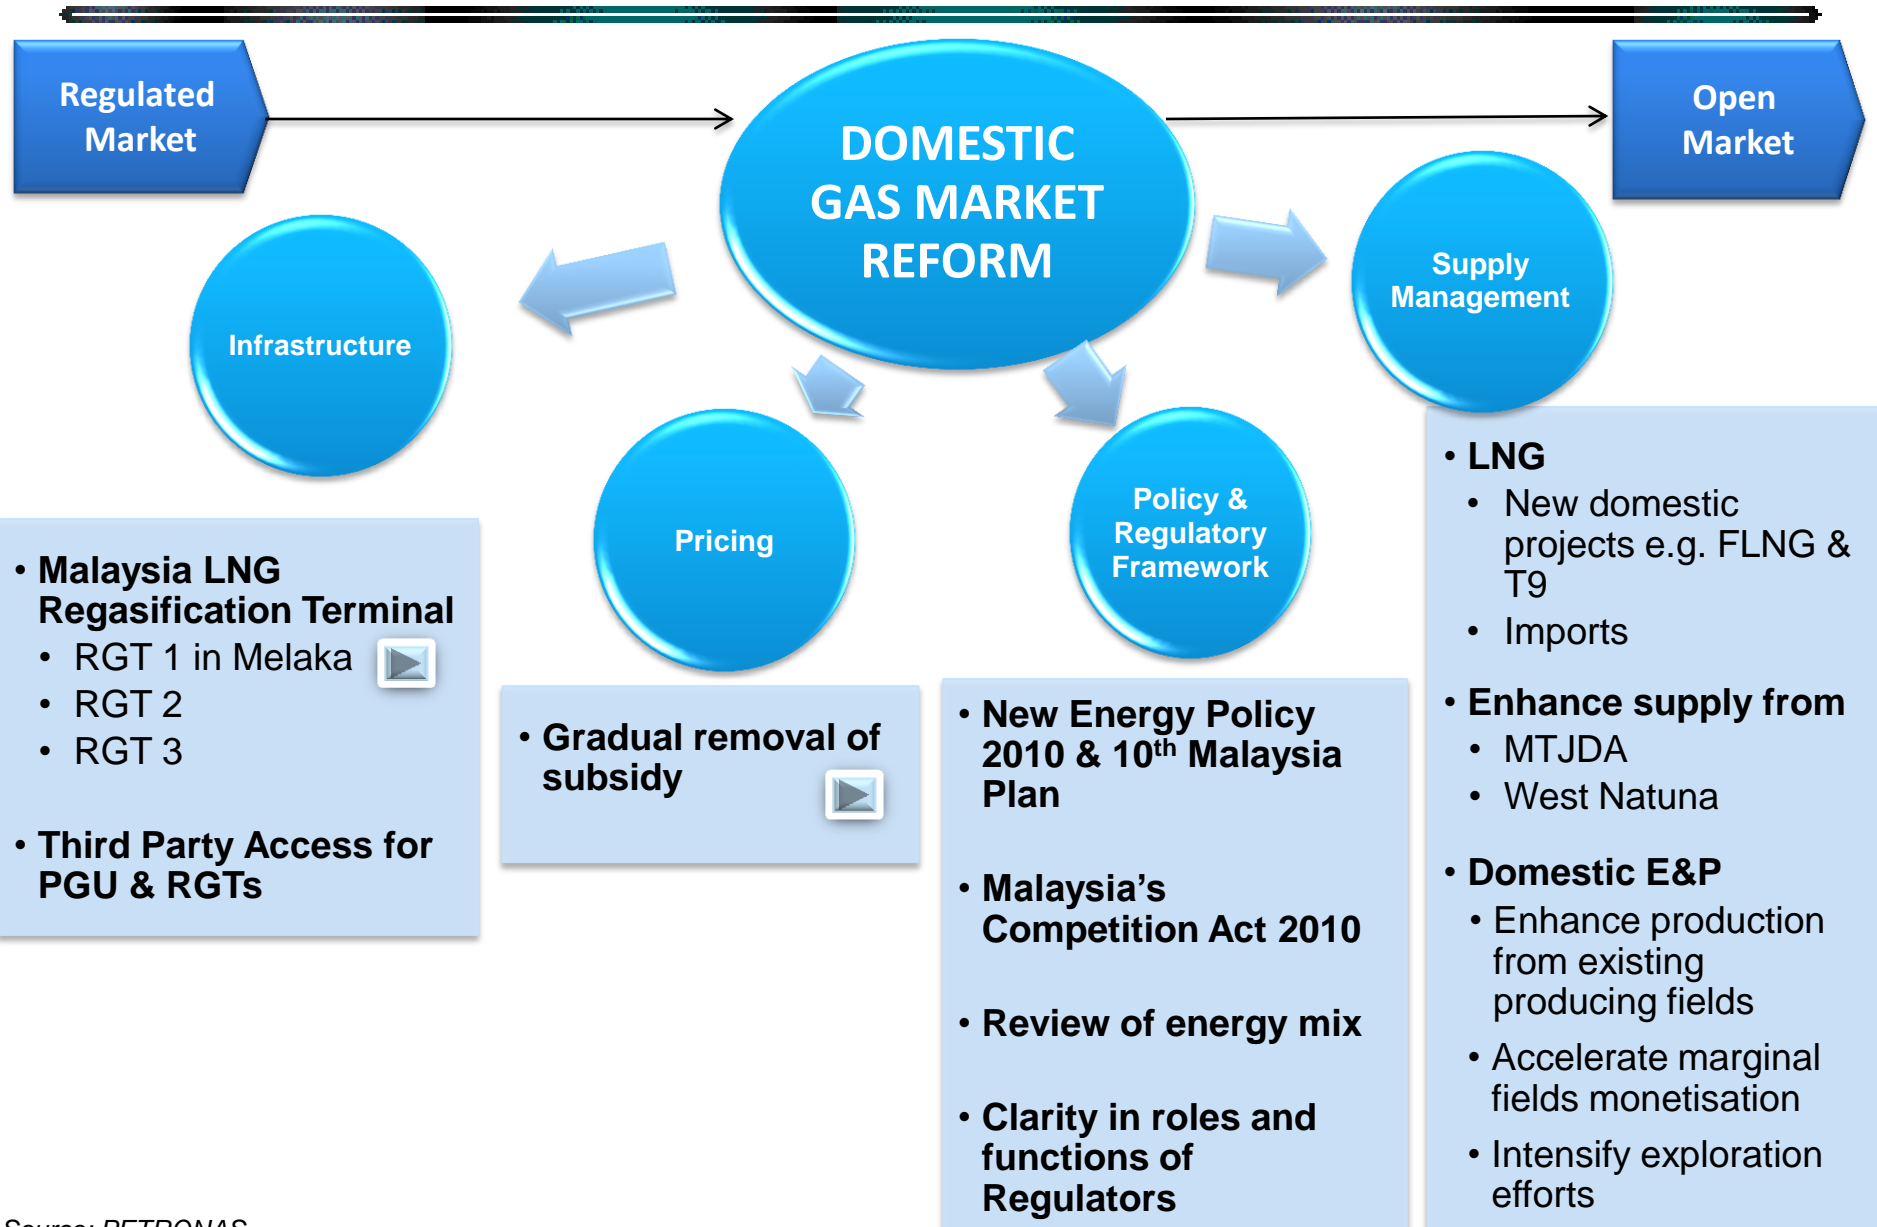 Regulated
Market
DOMESTIC
GAS MARKET
REFORM
Open
Market
Infrastructure
Pricing
Policy &
Regulatory
Framework
Supply
Management
• Malaysia LNG
Regasification Terminal
• RGT 1 in Melaka
• RGT 2
• RGT 3
• Third Party Access for
PGU & RGTs
• Gradual removal of
subsidy
• New Energy Policy
2010 & 10th Malaysia
Plan
• Malaysia’s
Competition Act 2010
• Review of energy mix
• Clarity in roles and
functions of
Regulators
• LNG
• New domestic
projects e.g. FLNG &
T9
• Imports
• Enhance supply from
• MTJDA
• West Natuna
• Domestic E&P
• Enhance production
from existing
producing fields
• Accelerate marginal
fields monetisation
• Intensify exploration
efforts
Source: PETRONAS